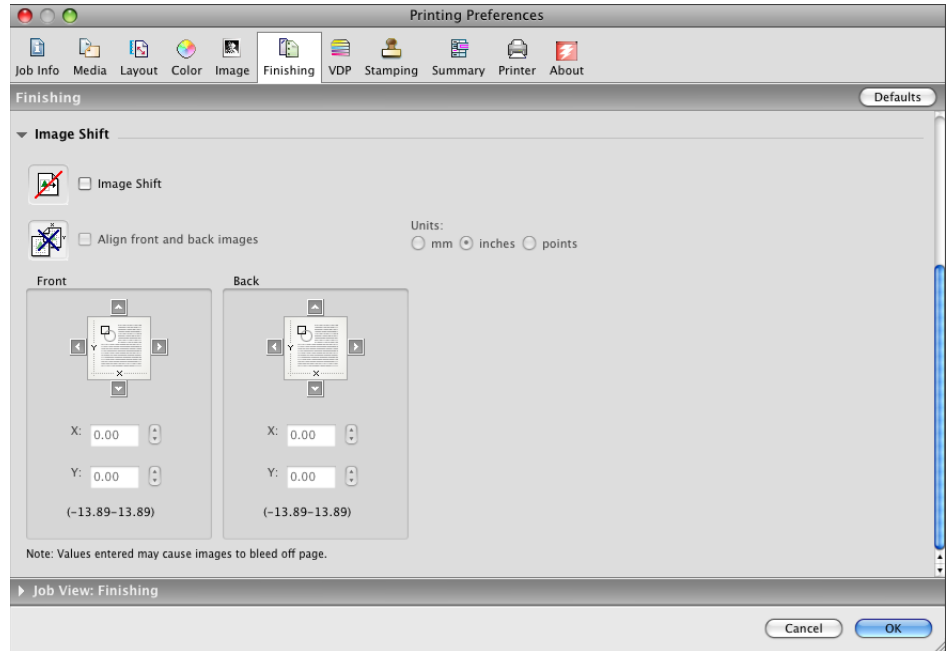 Printing Preferences
Job Info Media Layout Color Image Finishing VDP Stamping Summary Printer About
Finishing Defaults
Image Shift
Image Shift
Align front and back images
Units:
mm inches points
Front Back
Y Y
X X
X: 0.00 X: 0.00
Y: 0.00 Y: 0.00
(-13.89-13.89) (-13.89-13.89)
Note: Values entered may cause images to bleed off page.
Job View: Finishing
Cancel OK